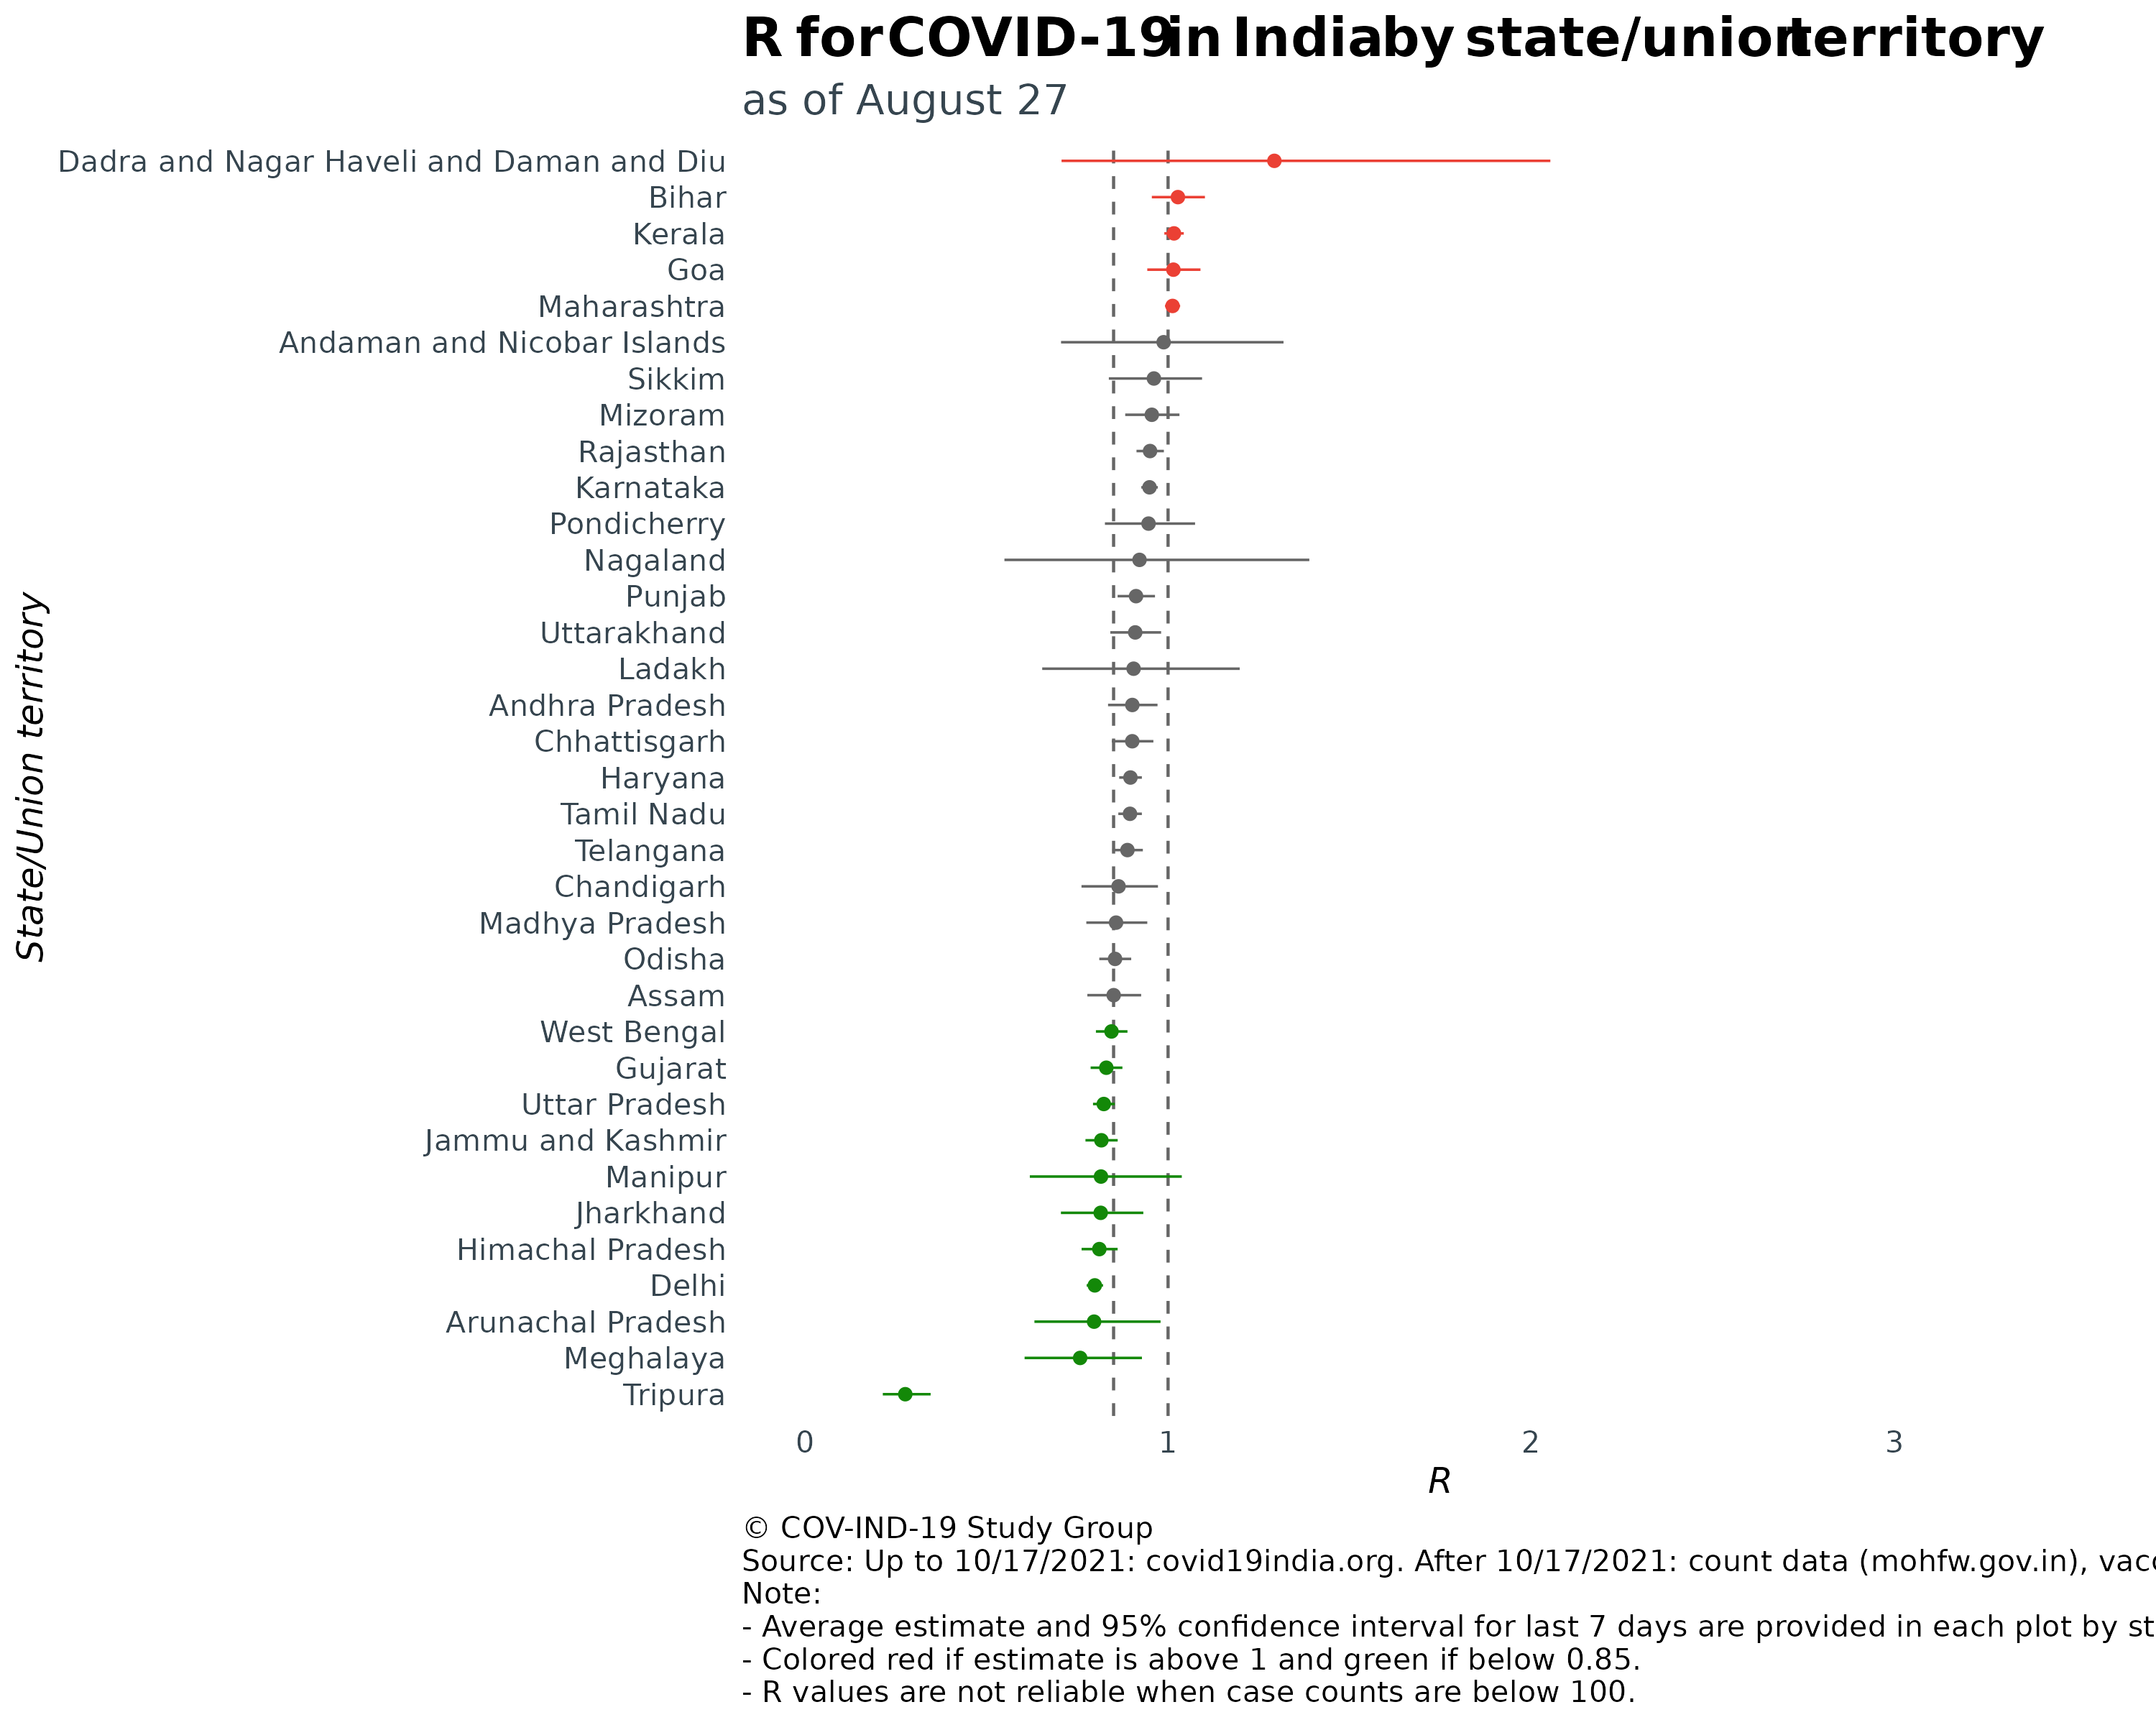 R for COVID-19 in India by state/union territory
as of August 27
Dadra and Nagar Haveli and Daman and Diu
Bihar
Kerala
Goa
Maharashtra
Andaman and Nicobar Islands
Sikkim
Mizoram
Rajasthan
Karnataka
Pondicherry
Nagaland
Punjab
Uttarakhand
Ladakh
Andhra Pradesh
Chhattisgarh
Haryana
Tamil Nadu
Telangana
Chandigarh
Madhya Pradesh
Odisha
Assam
West Bengal
Gujarat
Uttar Pradesh
Jammu and Kashmir
Manipur
Jharkhand
Himachal Pradesh
Delhi
Arunachal Pradesh
Meghalaya
Tripura
State/Union territory
0 1 2 3
R
© COV-IND-19 Study Group
Source: Up to 10/17/2021: covid19india.org. After 10/17/2021: count data (mohfw.gov.in),
Note:
- Average estimate and 95% confidence interval for last 7 days are provided in each plot by
- Colored red if estimate is above 1 and green if below 0.85.
- R values are not reliable when case counts are below 100.